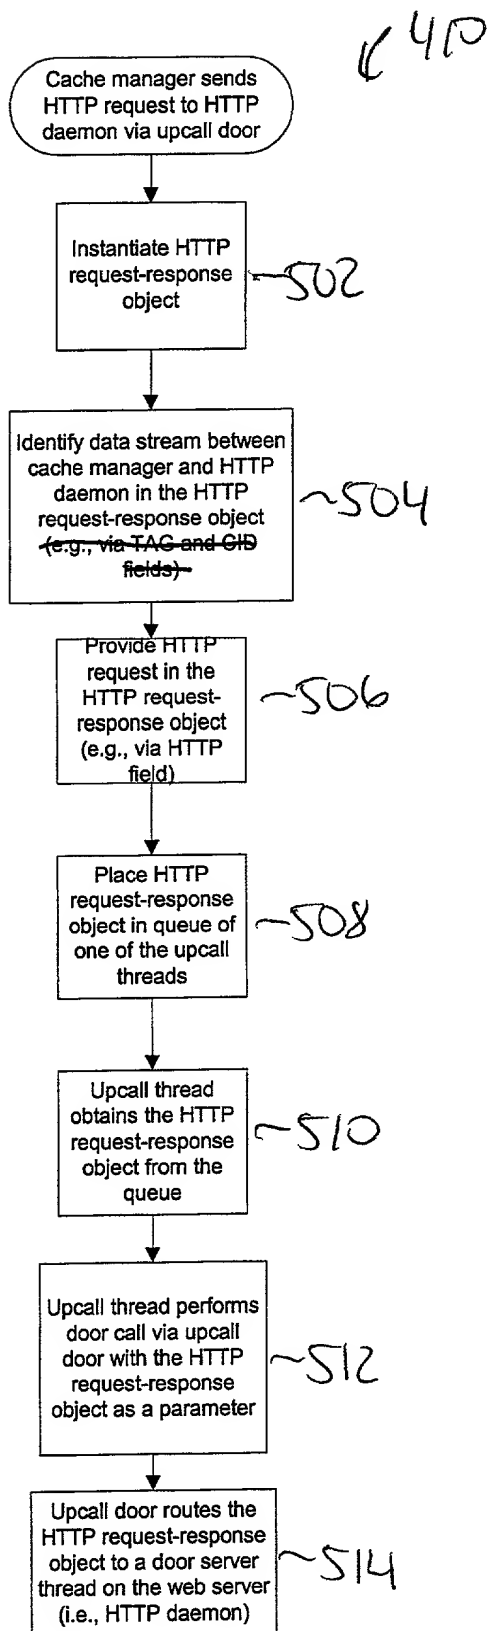 410
Cache manager sends
HTTP request to HTTP
daemon via upcall door
Instantiate HTTP
request-response
object
502
Identify data stream between
cache manager and HTTP
daemon in the HTTP
request-response object
(e.g., via TAG and CID
fields)
504
Provide HTTP
request in the
HTTP request-
response object
(e.g., via HTTP
field)
506
Place HTTP
request-response
object in queue of
one of the upcall
threads
508
Upcall thread
obtains the HTTP
request-response
object from the
queue
510
Upcall thread performs
door call via upcall
door with the HTTP
request-response
object as a parameter
512
Upcall door routes the
HTTP request-response
object to a door server
thread on the web server
(i.e., HTTP daemon)
514